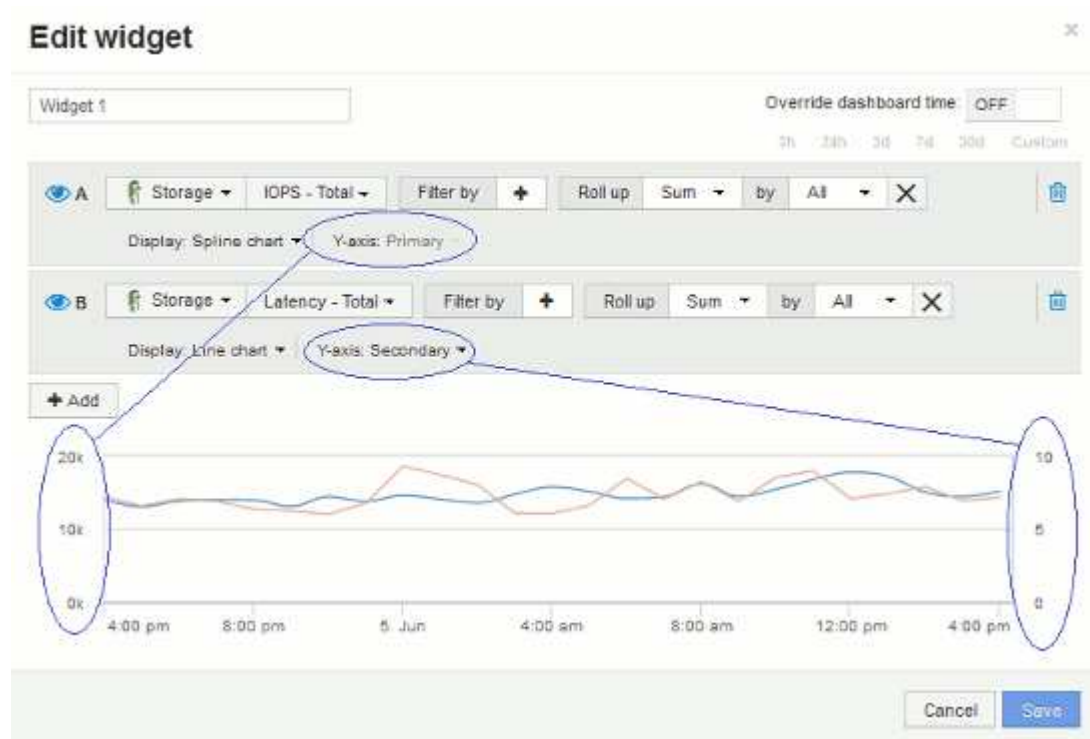 Edit widget
×
Widget 1
Override dashboard time OFF
3h 24h 3d 7d 30d Custom
A Storage IOPS - Total Filter by + Roll up Sum by All X
Display: Spline chart Y-axis: Primary
B Storage Latency - Total Filter by + Roll up Sum by All X
Display: Line chart Y-axis: Secondary
+ Add
20k 10
10k 5
0k 0
4:00 pm 8:00 pm 5. Jun 4:00 am 8:00 am 12:00 pm 4:00 pm
Cancel Save